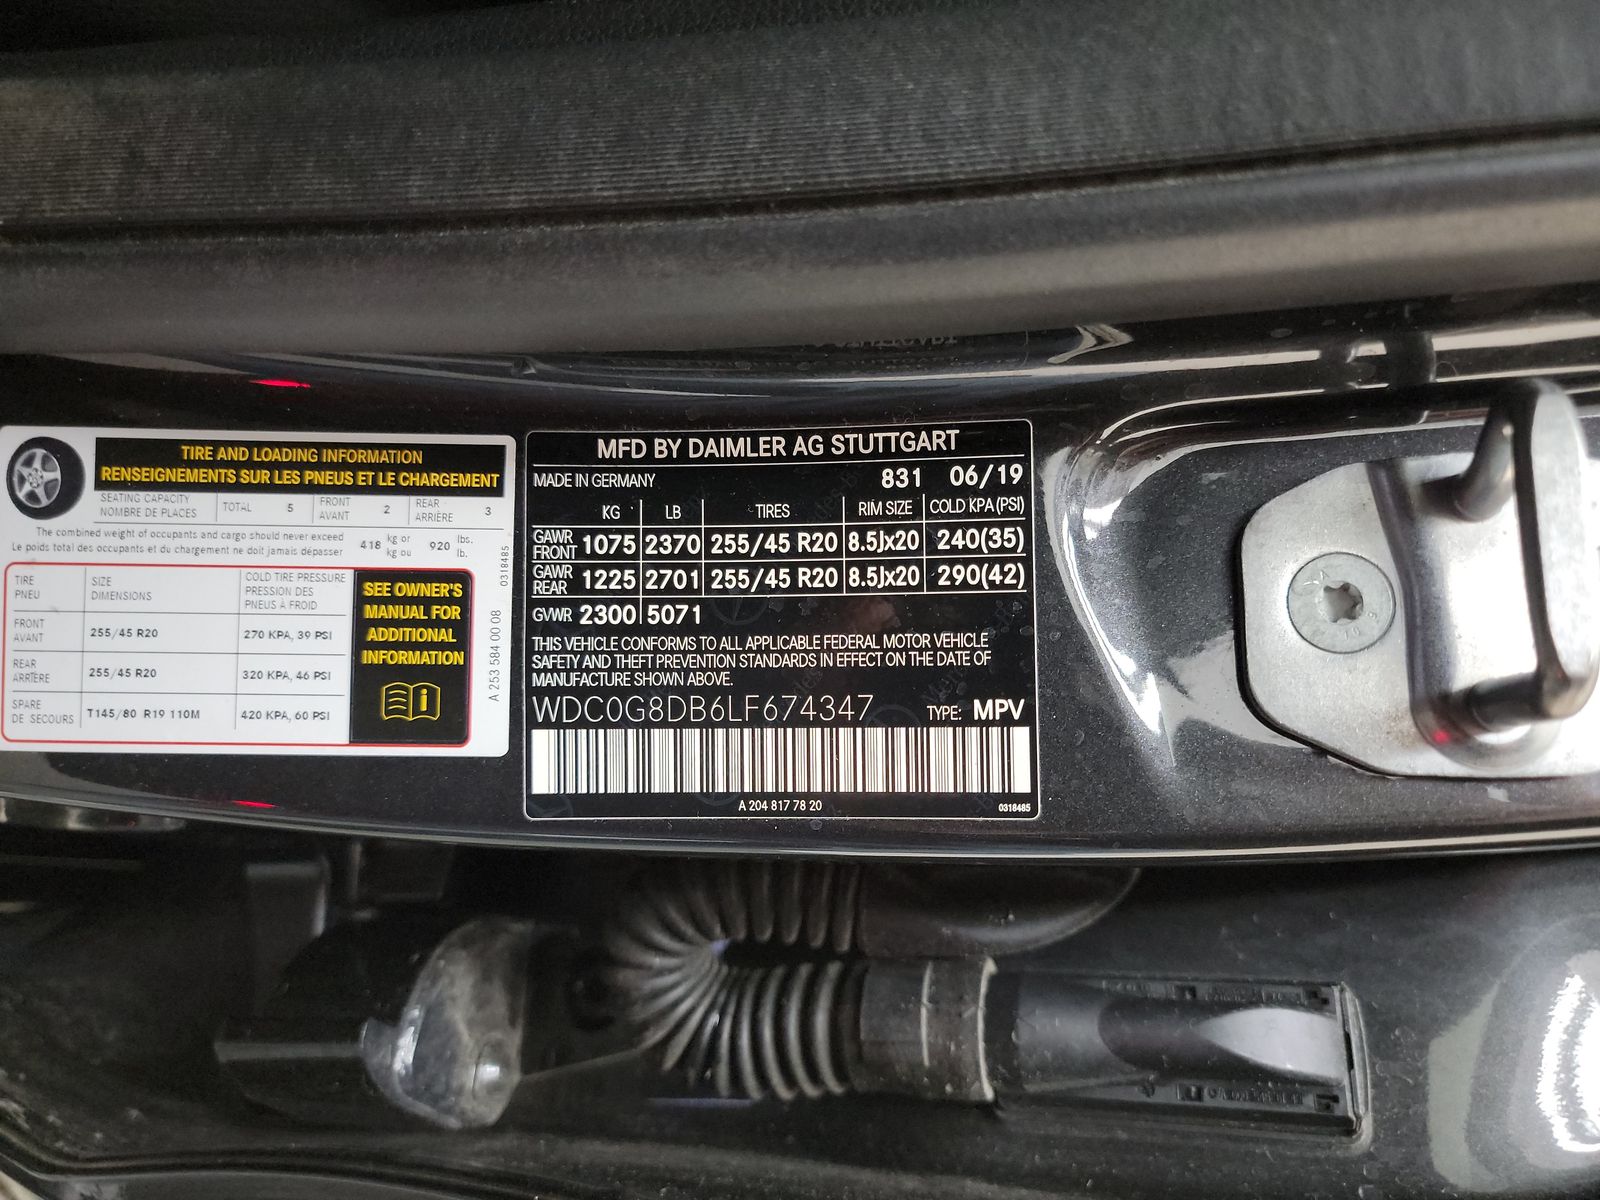 TIRE AND LOADING INFORMATION
RENSEIGNEMENTS SUR LES PNEUS ET LE CHARGEMENT
SEATING CAPACITY
NOMBRE DE PLACES
TOTAL 5
FRONT
AVANT
2
REAR
ARRIÈRE
3
The combined weight of occupants and cargo should never exceed
Le poids total des occupants et du chargement ne doit jamais dépasser
418 kg or
kg ou
920 lbs.
lb.
TIRE
PNEU
SIZE
DIMENSIONS
COLD TIRE PRESSURE
PRESSION DES
PNEUS À FROID
FRONT
AVANT
255/45 R20
270 KPA, 39 PSI
REAR
ARRIÈRE
255/45 R20
320 KPA, 46 PSI
SPARE
DE SECOURS
T145/80 R19 110M
420 KPA, 60 PSI
SEE OWNER'S
MANUAL FOR
ADDITIONAL
INFORMATION
A 253 584 00 08
0318485
MFD BY DAIMLER AG STUTTGART
MADE IN GERMANY 831 06/19
KG LB TIRES RIM SIZE COLD KPA(PSI)
GAWR
FRONT
1075 2370 255/45 R20 8.5Jx20 240(35)
GAWR
REAR
1225 2701 255/45 R20 8.5Jx20 290(42)
GVWR 2300 5071
THIS VEHICLE CONFORMS TO ALL APPLICABLE FEDERAL MOTOR VEHICLE
SAFETY AND THEFT PREVENTION STANDARDS IN EFFECT ON THE DATE OF
MANUFACTURE SHOWN ABOVE.
WDC0G8DB6LF674347 TYPE: MPV
A 204 817 78 20
0318485